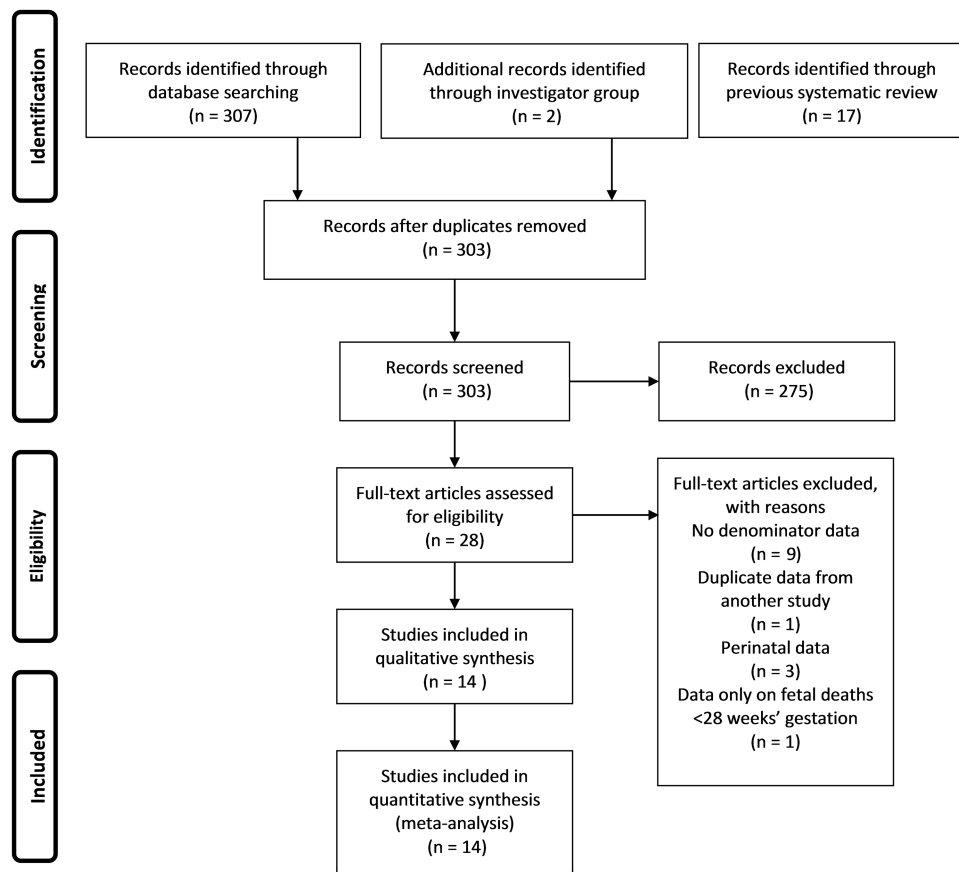 Identification
Records identified through
database searching
(n = 307)
Additional records identified
through investigator group
(n = 2)
Records identified through
previous systematic review
(n = 17)
Records after duplicates removed
(n = 303)
Screening
Records screened
(n = 303)
Records excluded
(n = 275)
Eligibility
Full-text articles assessed
for eligibility
(n = 28)
Full-text articles excluded,
with reasons
No denominator data
(n = 9)
Duplicate data from
another study
(n = 1)
Perinatal data
(n = 3)
Data only on fetal deaths
<28 weeks' gestation
(n = 1)
Studies included in
qualitative synthesis
(n = 14 )
Included
Studies included in
quantitative synthesis
(meta-analysis)
(n = 14)